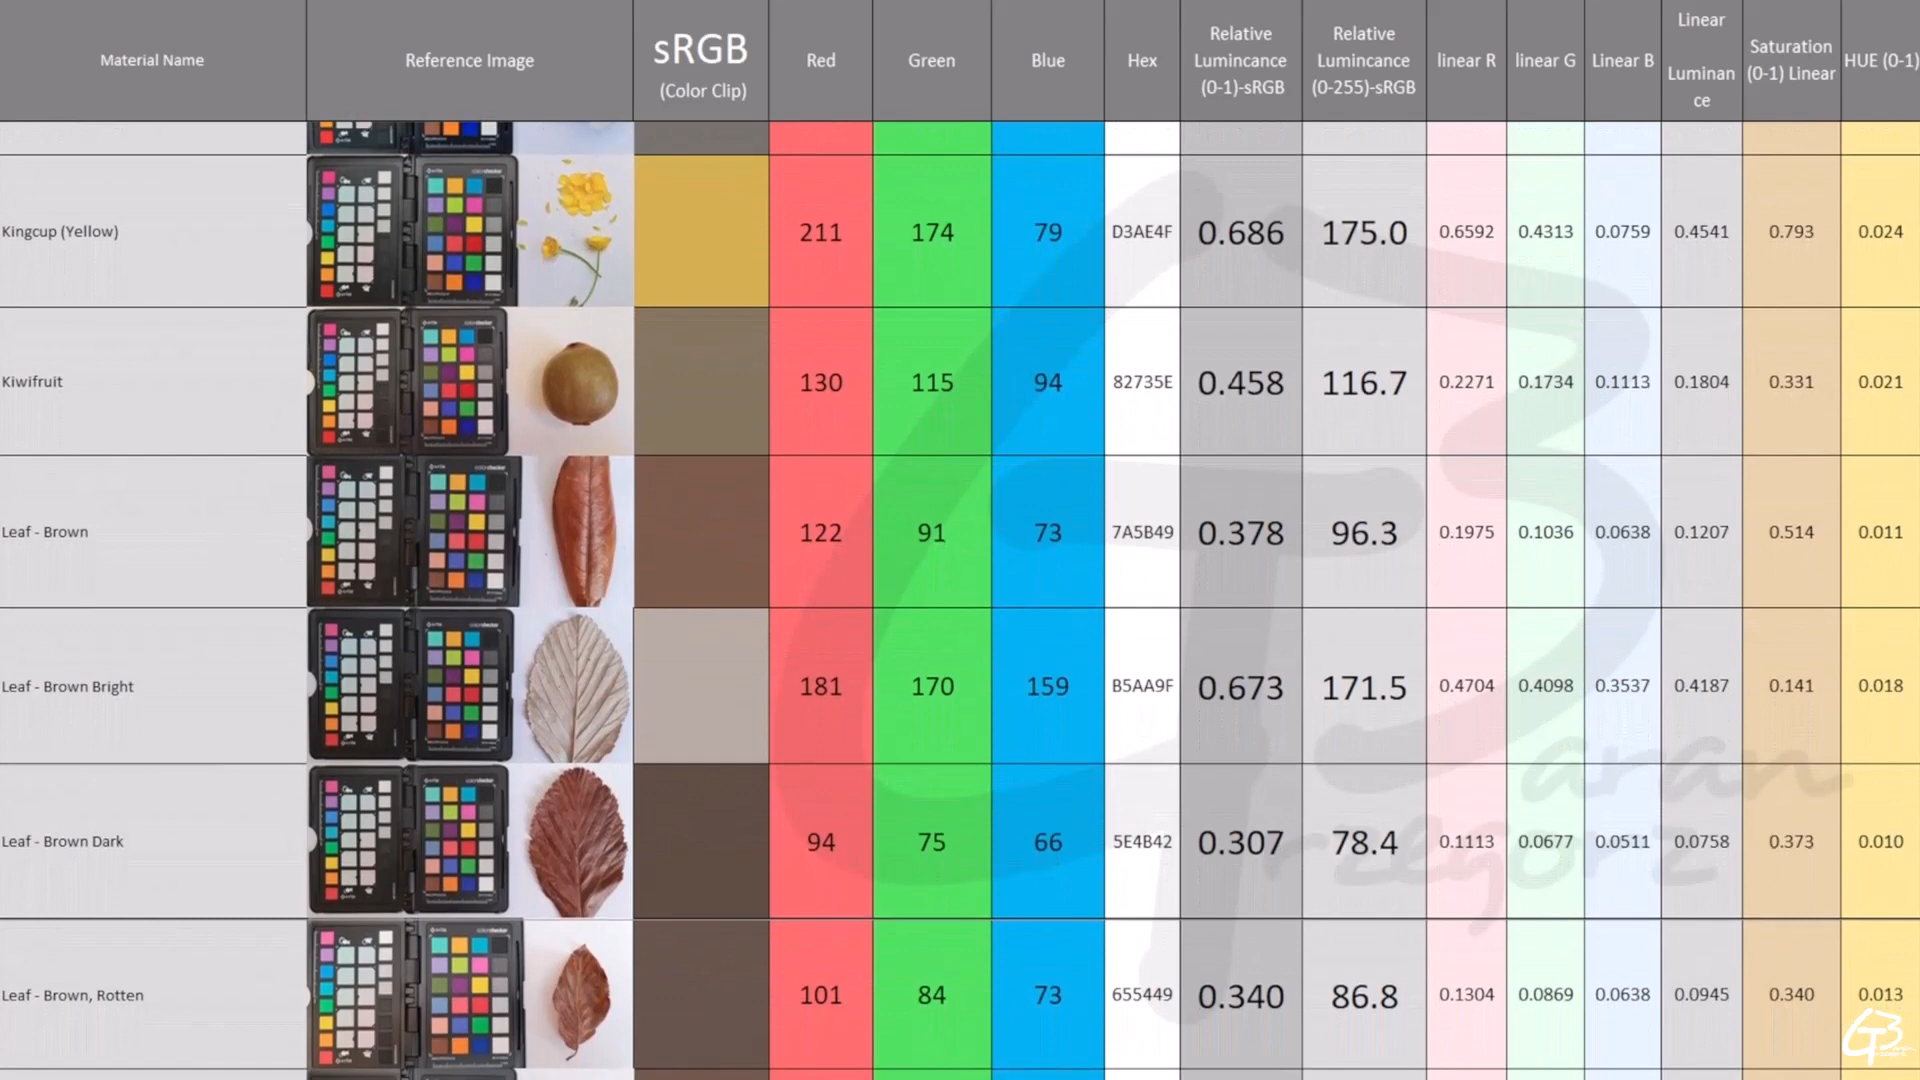 Material Name
Reference Image
sRGB
(Color Clip)
Red
Green
Blue
Hex
Relative
Lumincance
(0-1)-sRGB
Relative
Lumincance
(0-255)-sRGB
linear R
linear G
Linear B
Linear
Luminan
ce
Saturation
(0-1) Linear
HUE (0-1)
Kingcup (Yellow) 211 174 79 D3AE4F 0.686 175.0 0.6592 0.4313 0.0759 0.4541 0.793 0.024
Kiwifruit 130 115 94 82735E 0.458 116.7 0.2271 0.1734 0.1113 0.1804 0.331 0.021
Leaf - Brown 122 91 73 7A5B49 0.378 96.3 0.1975 0.1036 0.0638 0.1207 0.514 0.011
Leaf - Brown Bright 181 170 159 B5AA9F 0.673 171.5 0.4704 0.4098 0.3537 0.4187 0.141 0.018
Leaf - Brown Dark 94 75 66 5E4B42 0.307 78.4 0.1113 0.0677 0.0511 0.0758 0.373 0.010
Leaf - Brown, Rotten 101 84 73 655449 0.340 86.8 0.1304 0.0869 0.0638 0.0945 0.340 0.013